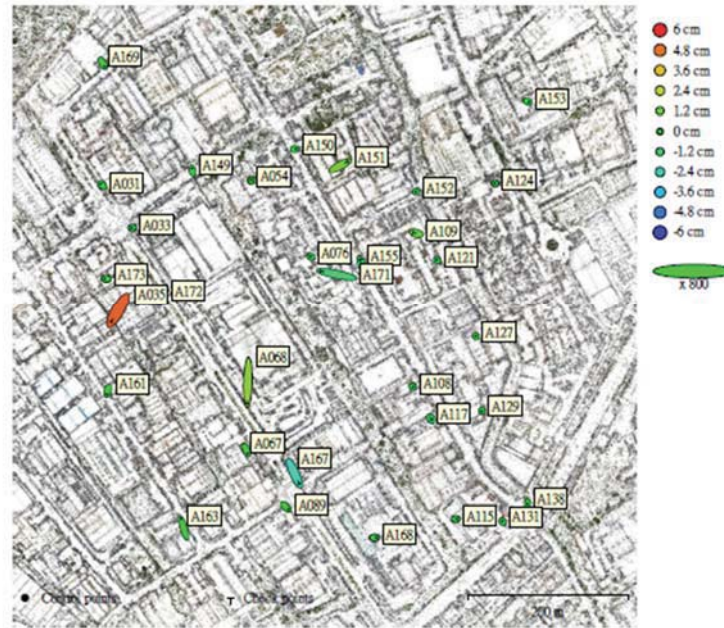 6 cm
4.8 cm
3.6 cm
2.4 cm
1.2 cm
0 cm
-1.2 cm
-2.4 cm
-3.6 cm
-4.8 cm
-6 cm
x 800
A169
A153
A150
A151
A149
A054
A152
A124
A031
A033
A109
A076
A155
A121
A171
A173
A035
A172
A127
A068
A161
A108
A117
A129
A067
A167
A138
A163
A089
A168
A115
A131
Control points
Check points
200 m